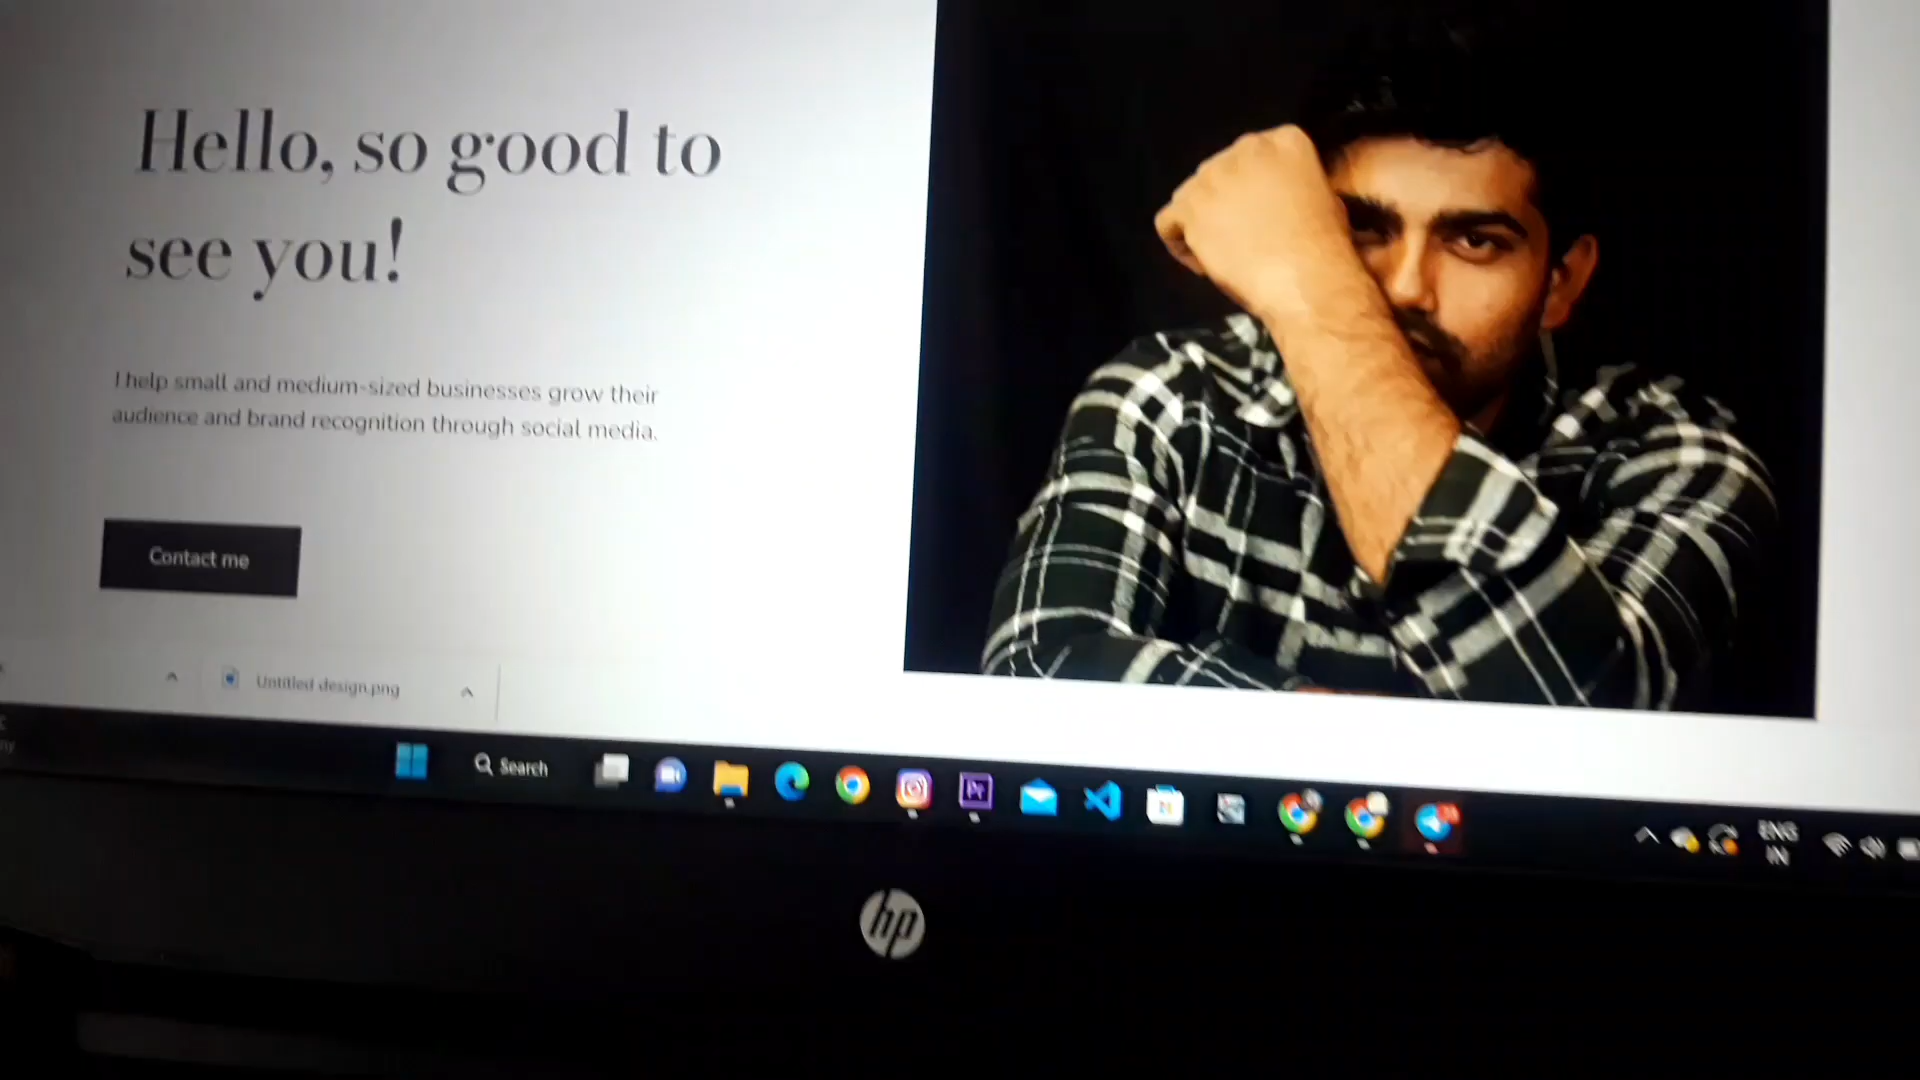 Hello, so good to
see you!
I help small and medium-sized businesses grow their
audience and brand recognition through social media.
Contact me
Untitled design.png
Search
Pr
ENG
IN
hp